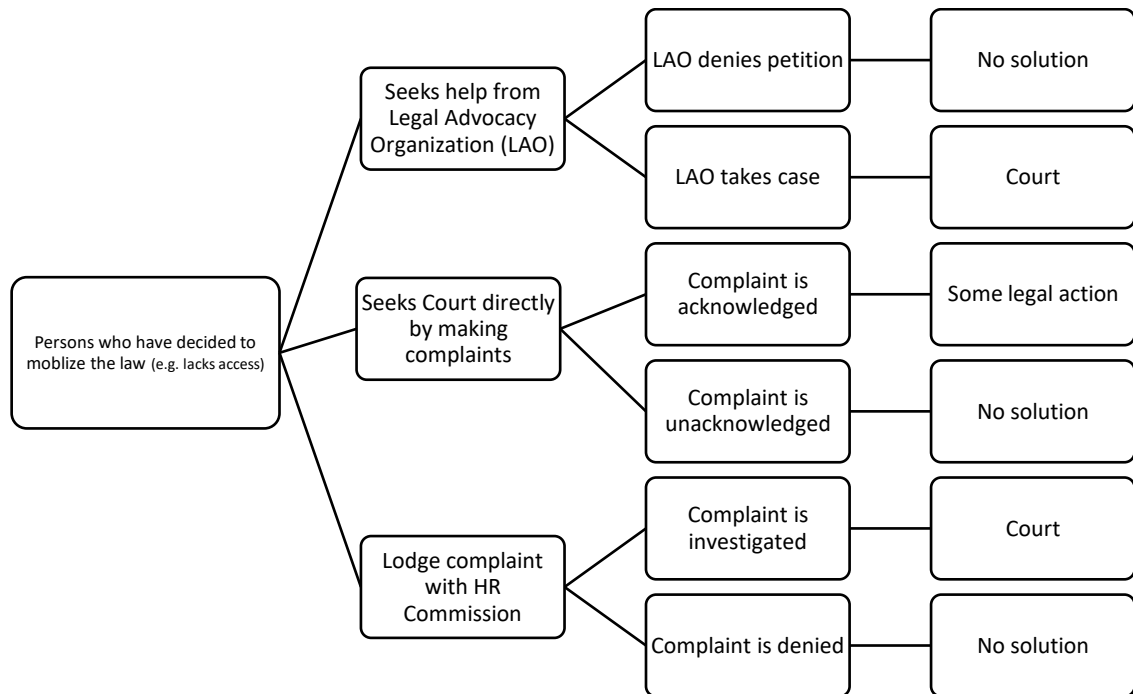 Persons who have decided to
moblize the law (e.g. lacks access)
Seeks help from
Legal Advocacy
Organization (LAO)
LAO denies petition
No solution
LAO takes case
Court
Seeks Court directly
by making
complaints
Complaint is
acknowledged
Some legal action
Complaint is
unacknowledged
No solution
Lodge complaint
with HR
Commission
Complaint is
investigated
Court
Complaint is denied
No solution